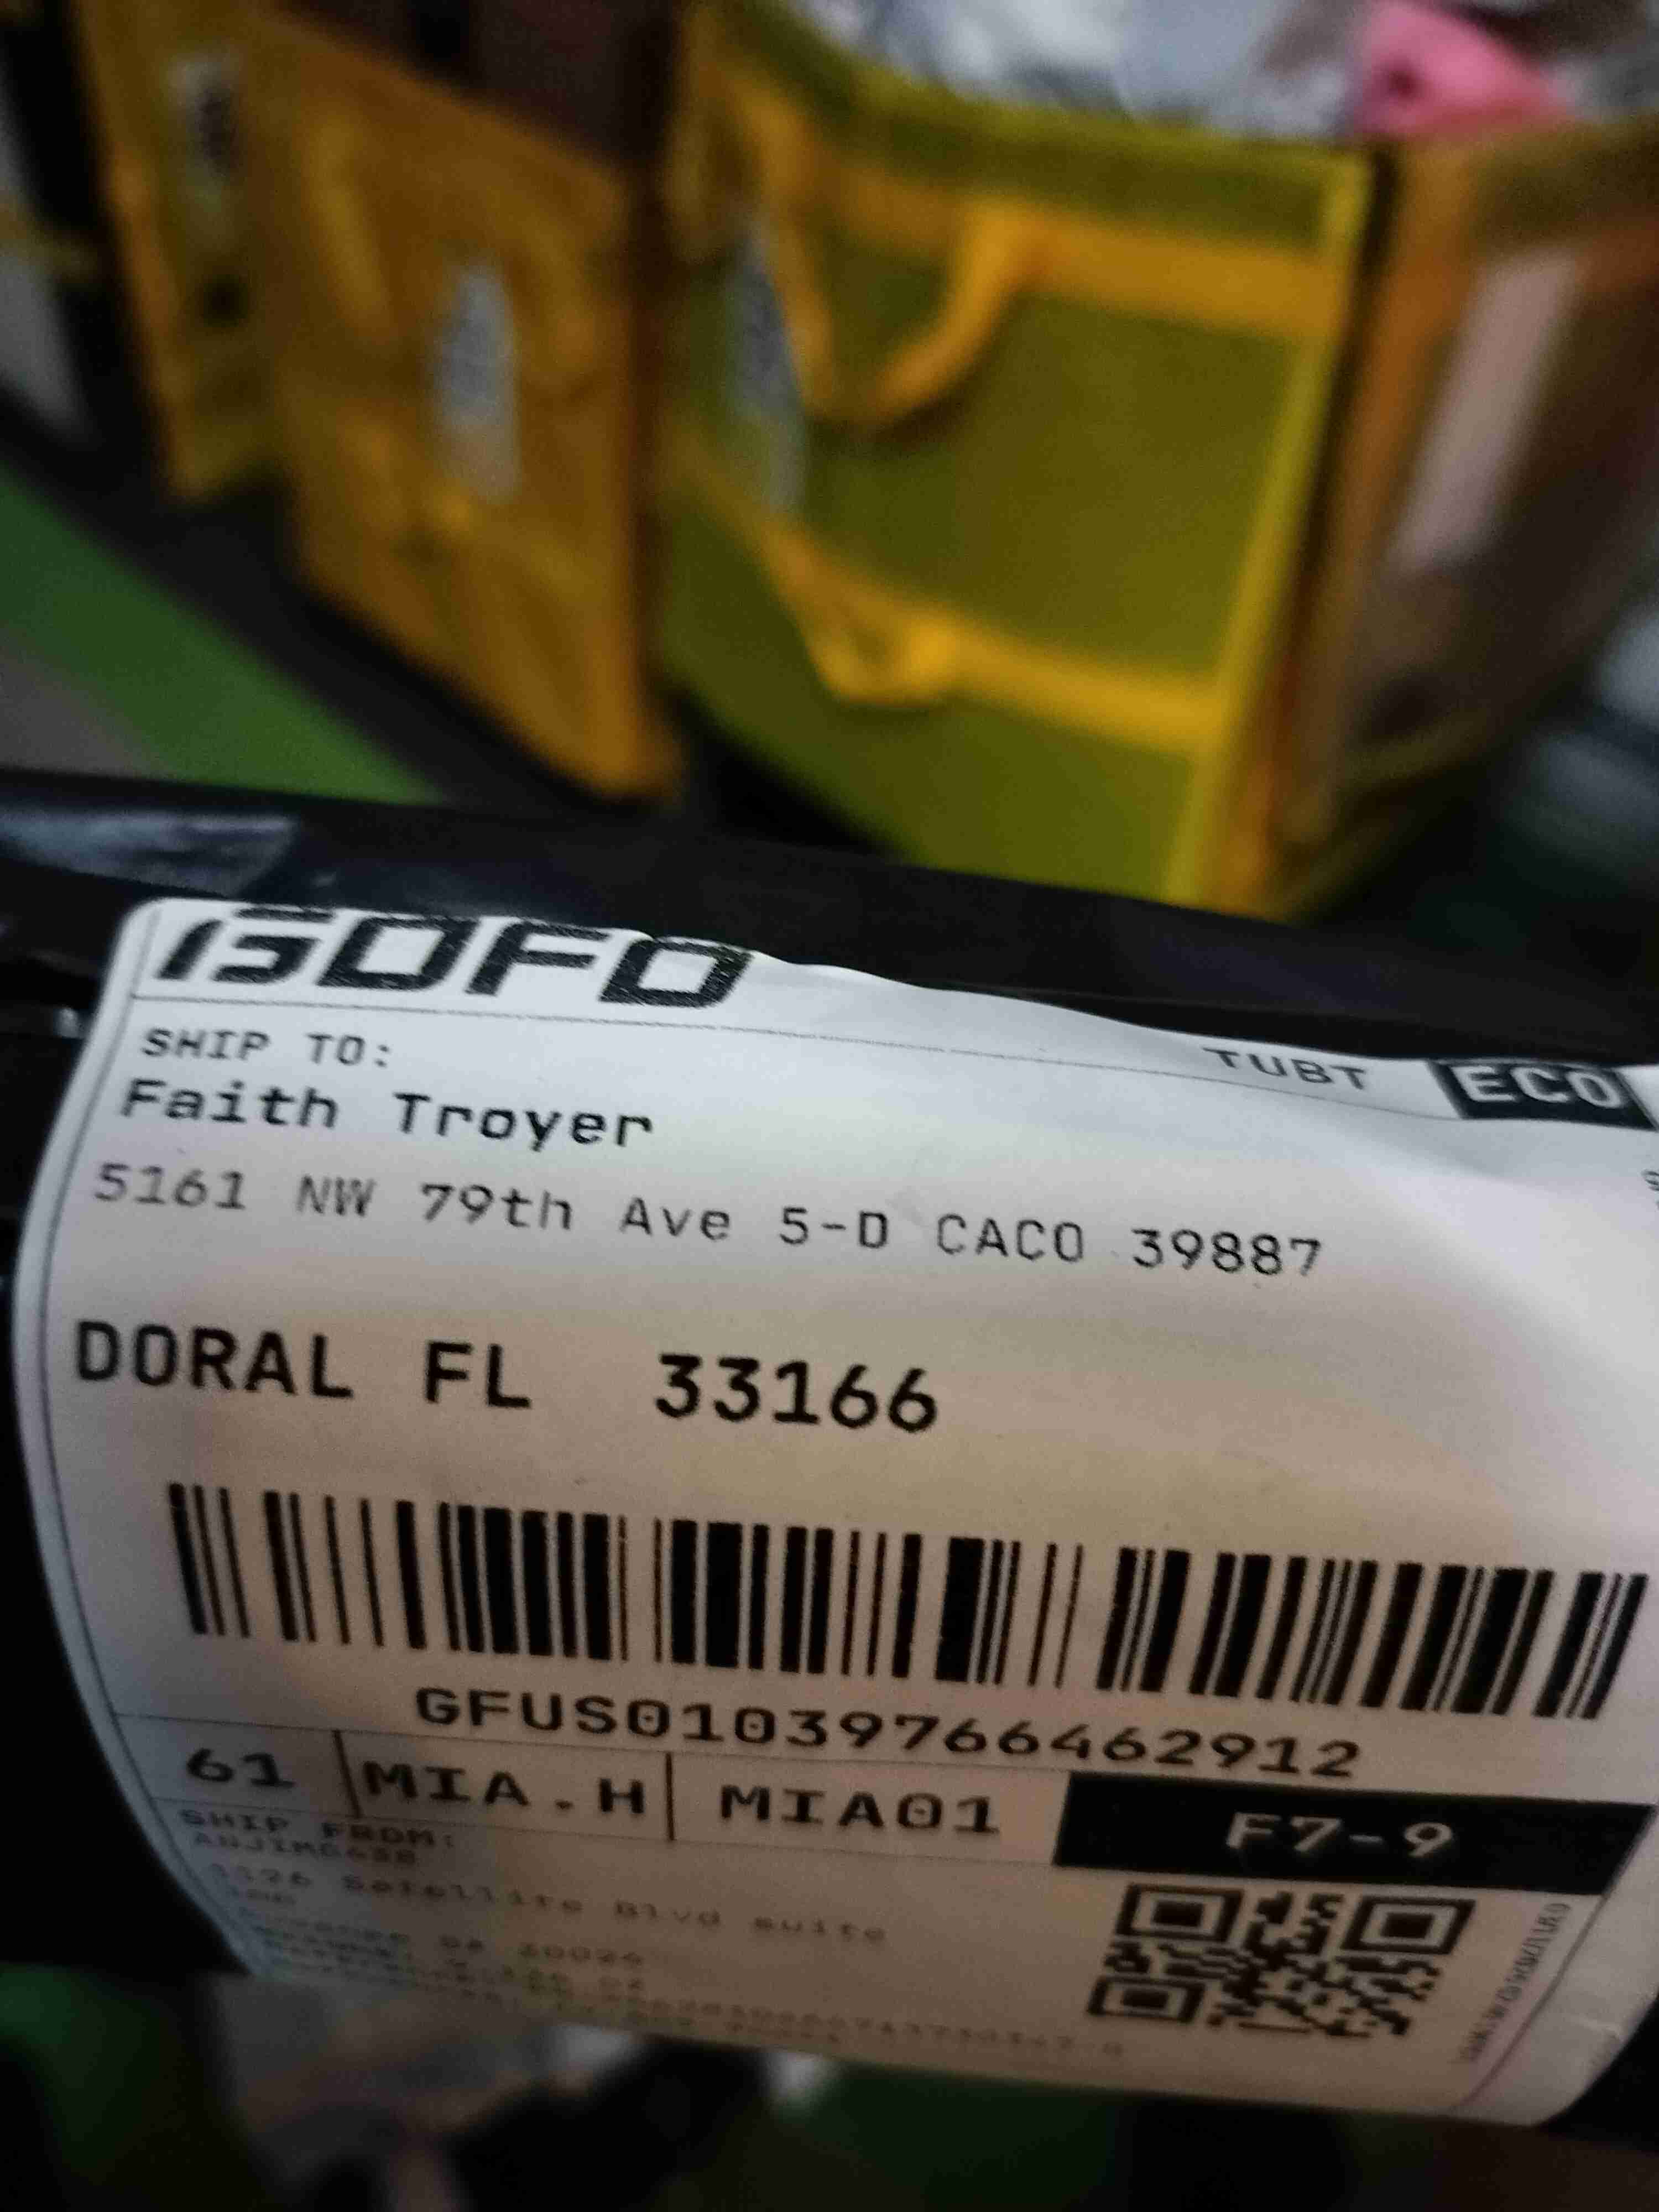 GOFO
TUBT ECO
SHIP TO:
Faith Troyer
5161 NW 79th Ave 5-D CACO 39887
DORAL FL 33166
GFUS01039766462912
61 MIA.H MIA01 F7-9
SHIP FROM:
Satellite Blvd suite